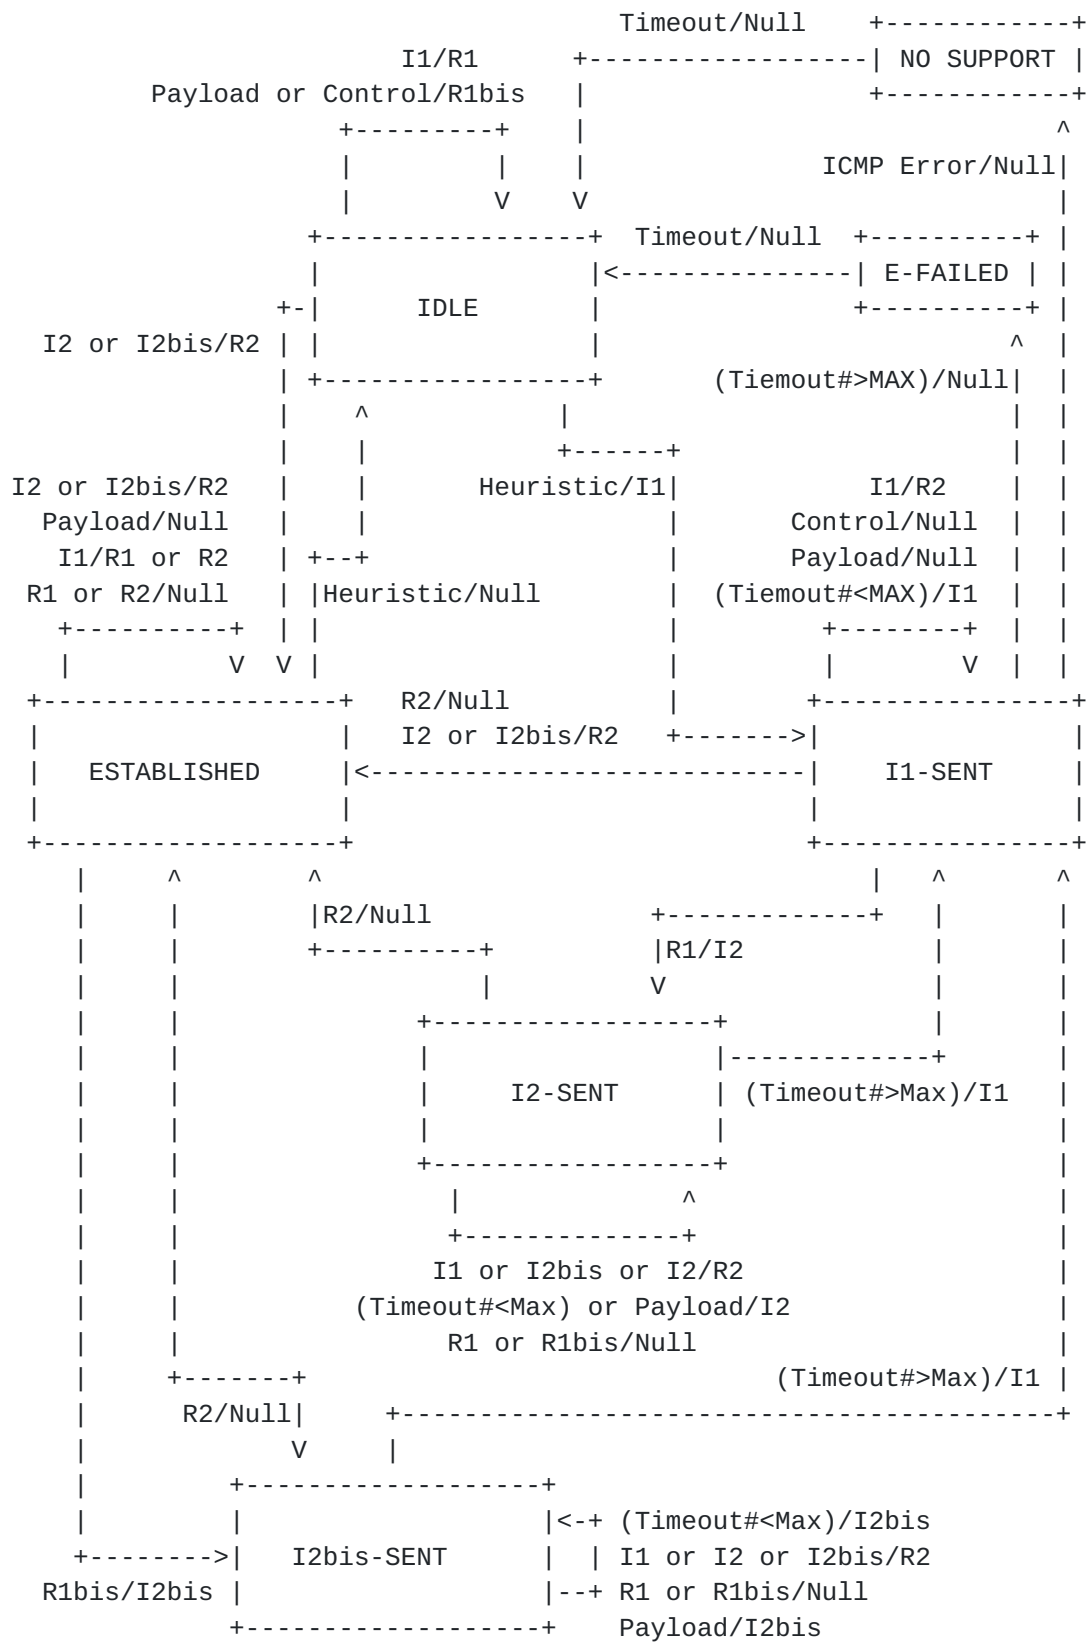 Timeout/Null
I1/R1 NO SUPPORT
Payload or Control/R1bis
ICMP Error/Null
Timeout/Null
E-FAILED
IDLE
I2 or I2bis/R2
(Tiemout#>MAX)/Null
I2 or I2bis/R2 Heuristic/I1 I1/R2
Payload/Null Control/Null
I1/R1 or R2 Payload/Null
R1 or R2/Null Heuristic/Null (Tiemout#<MAX)/I1
R2/Null
I2 or I2bis/R2
ESTABLISHED I1-SENT
R2/Null
R1/I2
I2-SENT (Timeout#>Max)/I1
I1 or I2bis or I2/R2
(Timeout#<Max) or Payload/I2
R1 or R1bis/Null
(Timeout#>Max)/I1
R2/Null
(Timeout#<Max)/I2bis
I2bis-SENT I1 or I2 or I2bis/R2
R1bis/I2bis R1 or R1bis/Null
Payload/I2bis